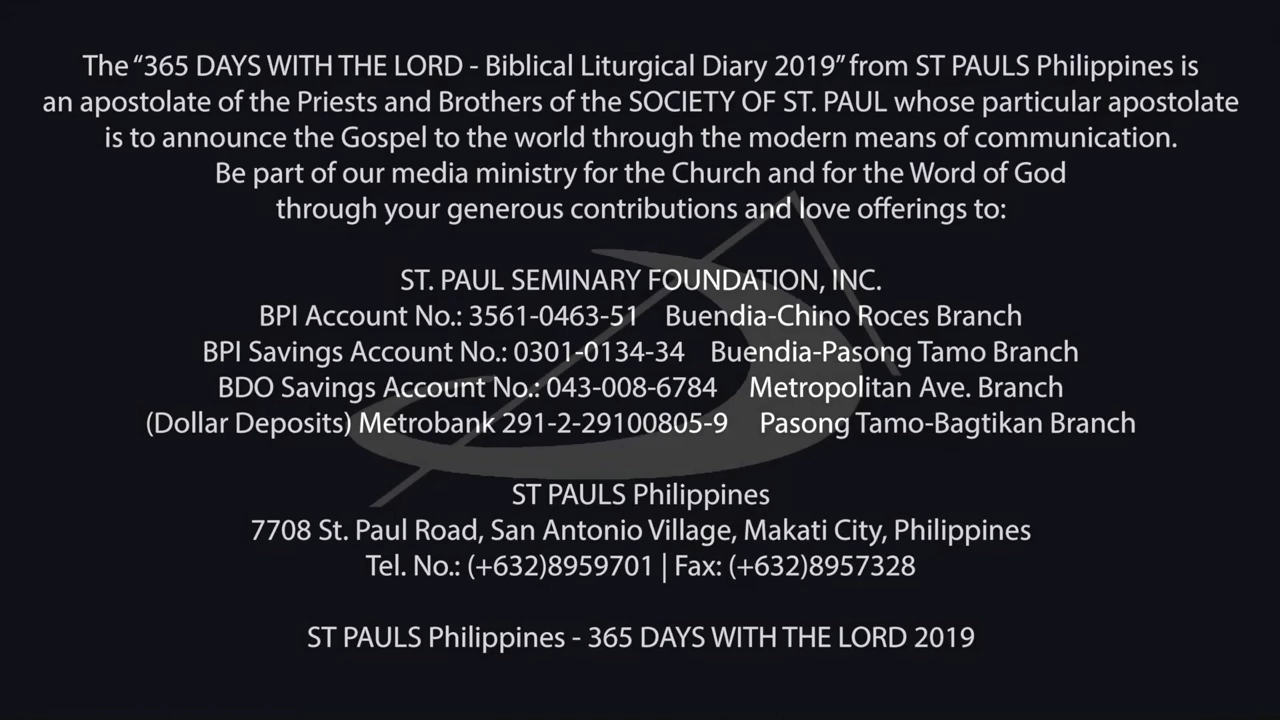 The “365 DAYS WITH THE LORD - Biblical Liturgical Diary 2019” from ST PAULS Philippines is
an apostolate of the Priests and Brothers of the SOCIETY OF ST. PAUL whose particular apostolate
is to announce the Gospel to the world through the modern means of communication.
Be part of our media ministry for the Church and for the Word of God
through your generous contributions and love offerings to:
ST. PAUL SEMINARY FOUNDATION, INC.
BPI Account No.: 3561-0463-51 Buendia-Chino Roces Branch
BPI Savings Account No.: 0301-0134-34 Buendia-Pasong Tamo Branch
BDO Savings Account No.: 043-008-6784 Metropolitan Ave. Branch
(Dollar Deposits) Metrobank 291-2-29100805-9 Pasong Tamo-Bagtikan Branch
ST PAULS Philippines
7708 St. Paul Road, San Antonio Village, Makati City, Philippines
Tel. No.: (+632)8959701 | Fax: (+632)8957328
ST PAULS Philippines - 365 DAYS WITH THE LORD 2019